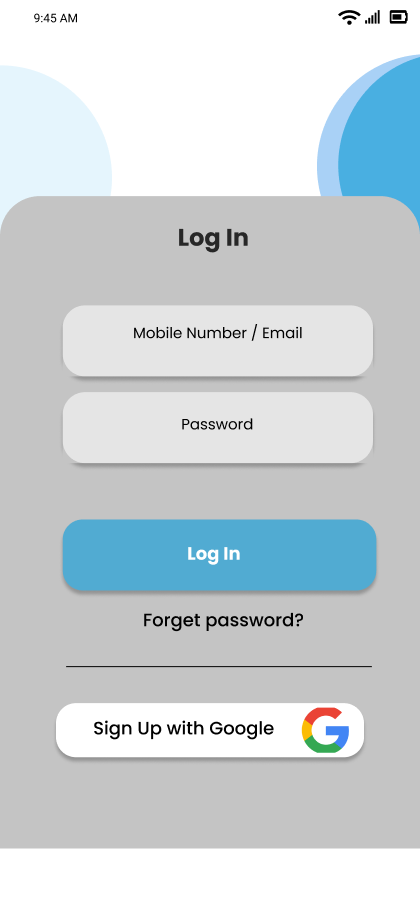 9:45 AM
Log In
Mobile Number / Email
Password
Log In
Forget password?
Sign Up with Google